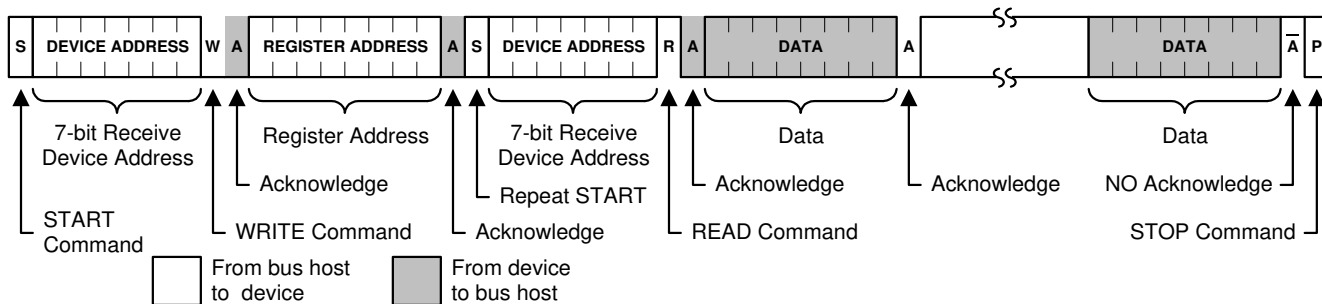 S DEVICE ADDRESS W A REGISTER ADDRESS A S DEVICE ADDRESS R A DATA A DATA A̅ P
7-bit Receive
Device Address
Register Address
7-bit Receive
Device Address
Data
Data
Acknowledge
Repeat START
Acknowledge
Acknowledge
NO Acknowledge
START
Command
WRITE Command
Acknowledge
READ Command
STOP Command
From bus host
to device
From device
to bus host